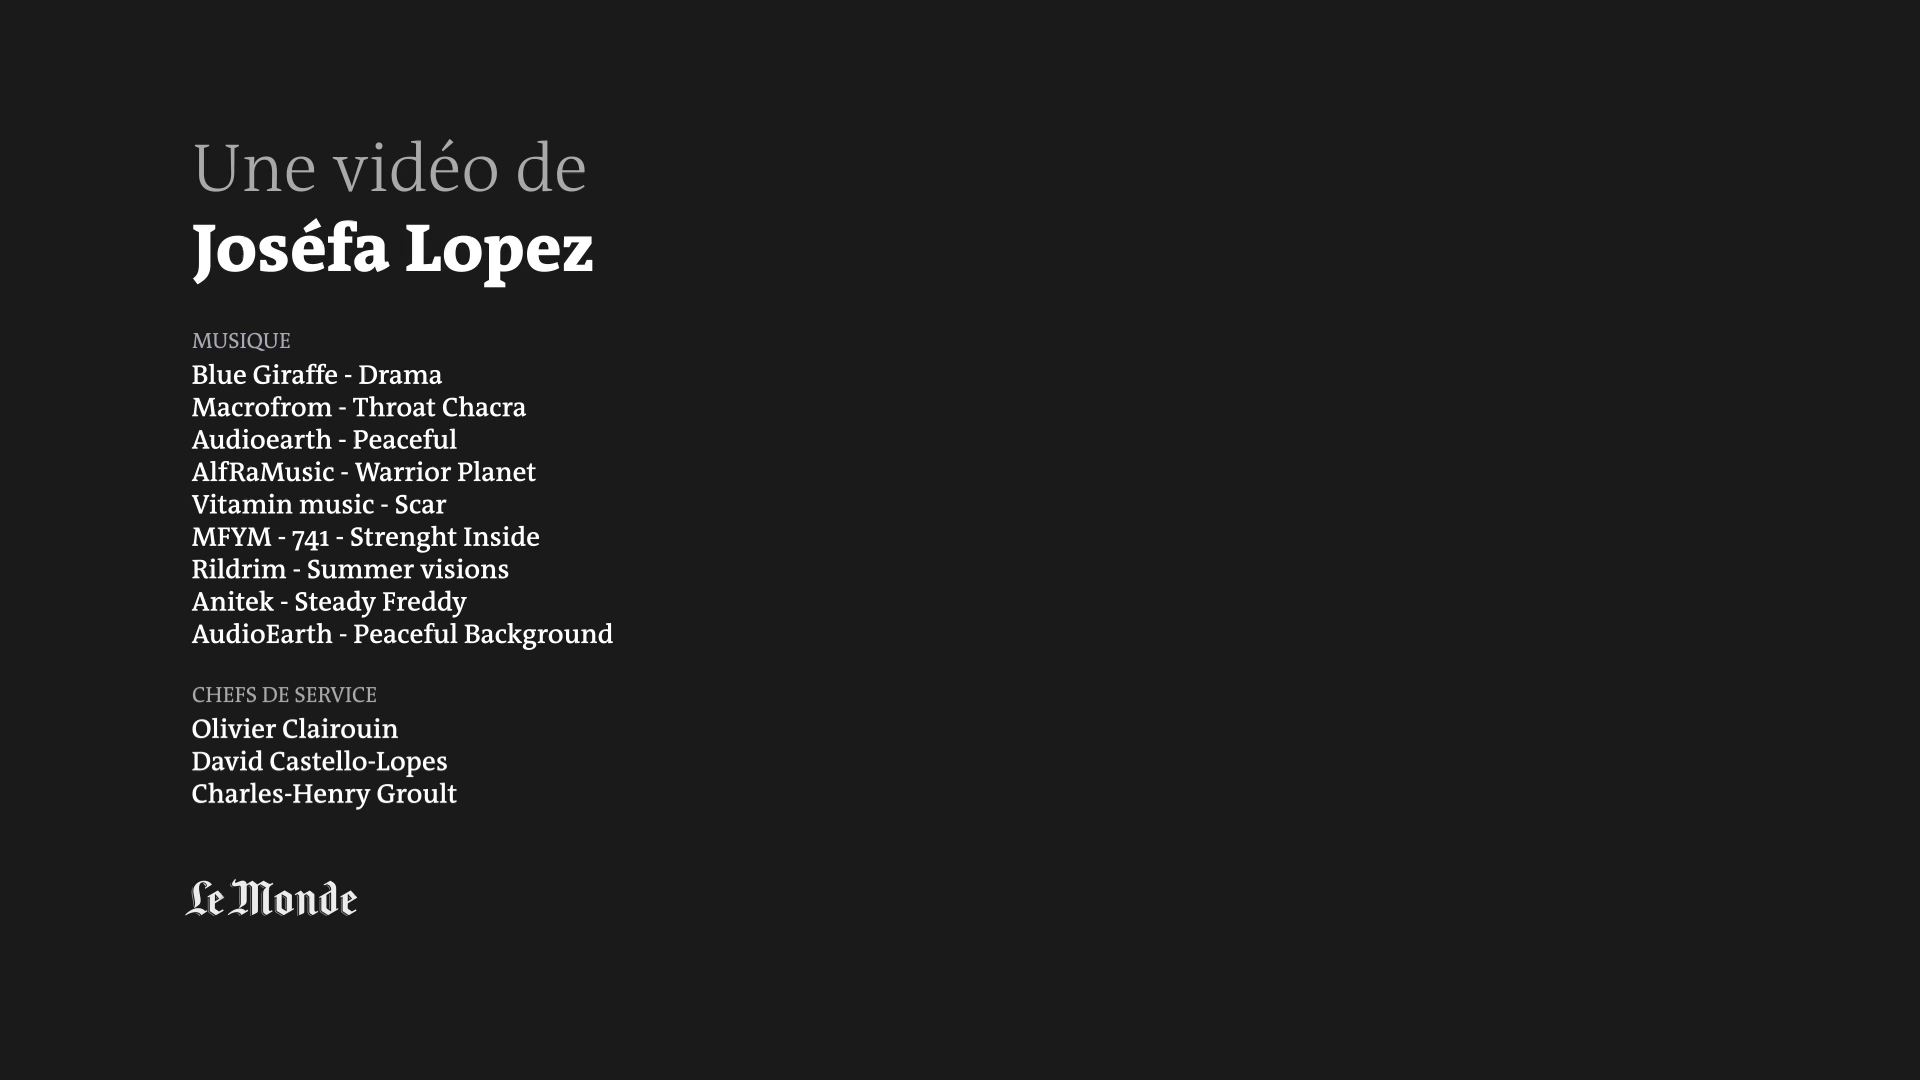 Une vidéo de
Joséfa Lopez
MUSIQUE
Blue Giraffe - Drama
Macrofrom - Throat Chacra
Audioearth - Peaceful
AlfRaMusic - Warrior Planet
Vitamin music - Scar
MFYM - 741 - Strenght Inside
Rildrim - Summer visions
Anitek - Steady Freddy
AudioEarth - Peaceful Background
CHEFS DE SERVICE
Olivier Clairouin
David Castello-Lopes
Charles-Henry Groult
Le Monde